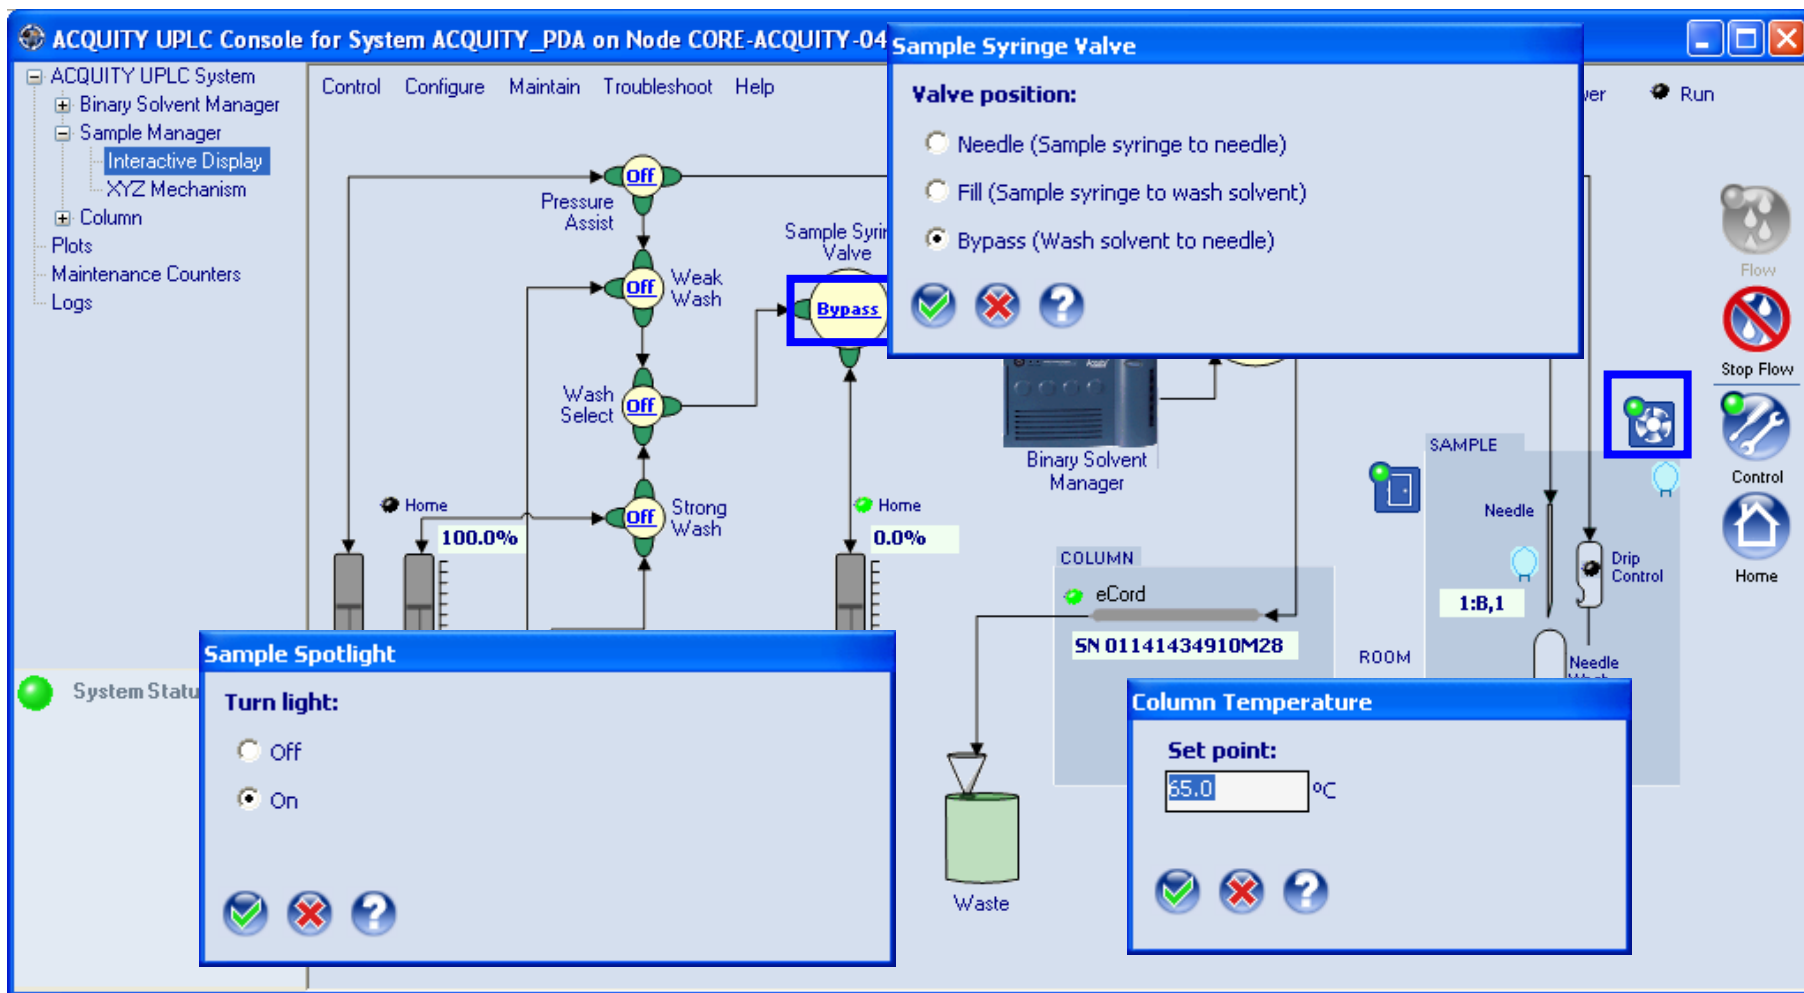 ACQUITY UPLC Console for System ACQUITY_PDA on Node CORE-ACQUITY-04
ACQUITY UPLC System
Binary Solvent Manager
Sample Manager
Interactive Display
XYZ Mechanism
Column
Plots
Maintenance Counters
Logs
System Statu
Control Configure Maintain Troubleshoot Help
Run
Sample Syringe Valve
Valve position:
Needle (Sample syringe to needle)
Fill (Sample syringe to wash solvent)
Bypass (Wash solvent to needle)
?
Off
Pressure
Assist
Off
Weak
Wash
Sample Syrin
Valve
Bypass
Wash
Select
Off
Off
Strong
Wash
Home
100.0%
Home
0.0%
Binary Solvent
Manager
COLUMN
eCord
SN 01141434910M28
ROOM
SAMPLE
Needle
1:B,1
Drip
Control
Needle
Waste
Flow
Stop Flow
Control
Home
Sample Spotlight
Turn light:
Off
On
?
Column Temperature
Set point:
65.0 ºC
?